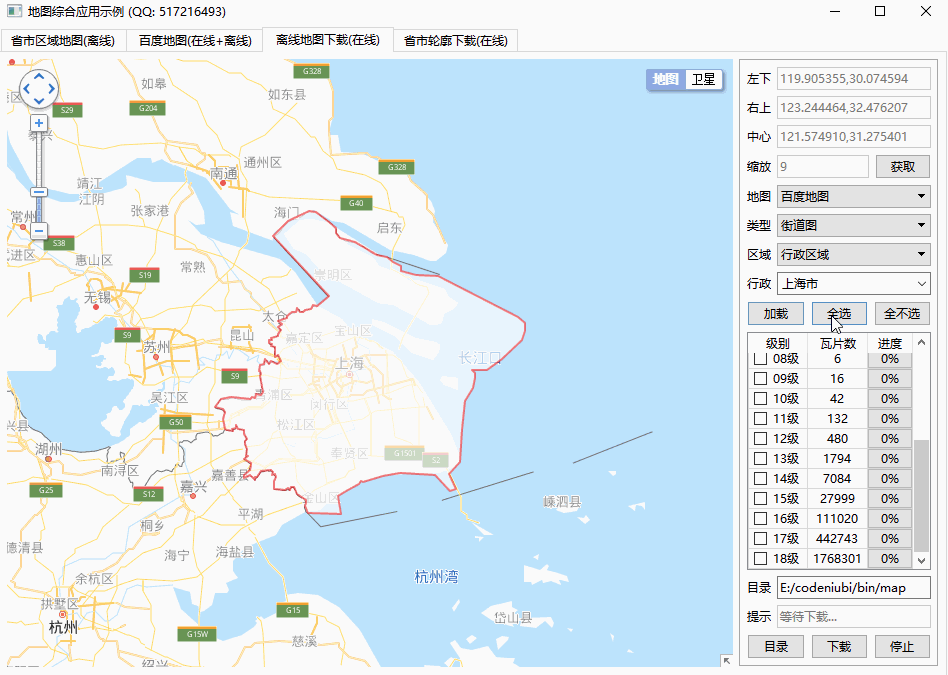 地图综合应用示例 (QQ: 517216493)
省市区域地图(离线) 百度地图(在线+离线) 离线地图下载(在线) 省市轮廓下载(在线)
地图 卫星
G328
如皋
S29
G204
如东县
泰兴
通州区
G328
南通
靖江
江阴
G40
张家港
海门
常州
启东
S38
武进区
惠山区
S19
常熟
崇明区
无锡
太仓
宝山区
S9
昆山
嘉定区
苏州
上海
长江口
S9
青浦区
吴江区
闵行区
G50
松江区
湖州
奉贤区
G1501
S2
南浔区
嘉善县
G25
S12
嘉兴
金山区
嵊泗县
平湖
桐乡
德清县
海宁
海盐县
余杭区
杭州湾
拱墅区
G15
岱山县
杭州
G15W
慈溪
绍兴
左下 119.905355,30.074594
右上 123.244464,32.476207
中心 121.574910,31.275401
缩放 9 获取
地图 百度地图
类型 街道图
区域 行政区域
行政 上海市
加载 全选 全不选
级别 瓦片数 进度
08级 6 0%
09级 16 0%
10级 42 0%
11级 132 0%
12级 480 0%
13级 1794 0%
14级 7084 0%
15级 27999 0%
16级 111020 0%
17级 442743 0%
18级 1768301 0%
目录 E:/codeniubi/bin/map
提示 等待下载...
目录 下载 停止